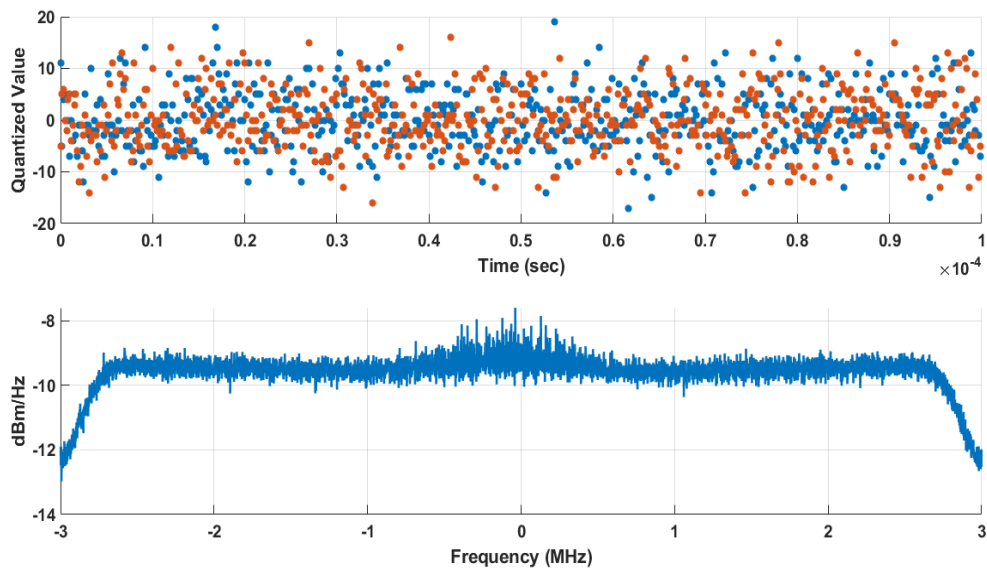 20
10
0
-10
-20
Quantized Value
0 0.1 0.2 0.3 0.4 0.5 0.6 0.7 0.8 0.9 1
Time (sec)
×10-4
-8
-10
-12
-14
dBm/Hz
-3 -2 -1 0 1 2 3
Frequency (MHz)